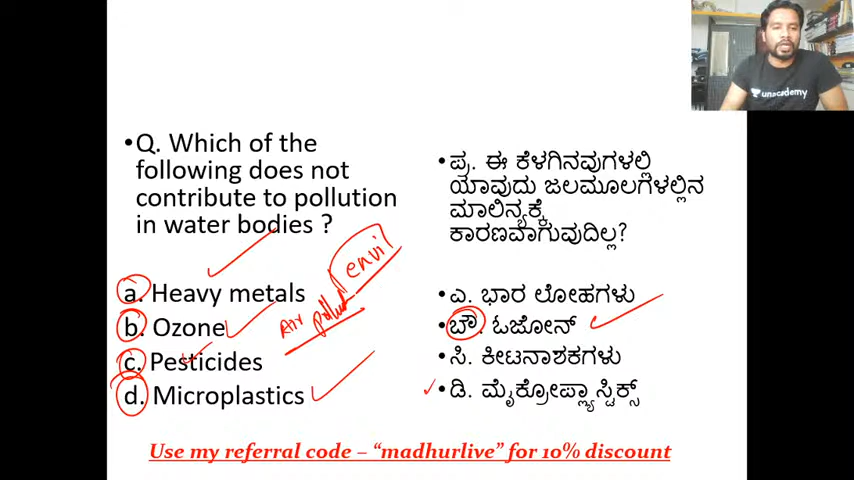 unacademy
•Q. Which of the
following does not
contribute to pollution
in water bodies ?
a. Heavy metals
b. Ozone
c. Pesticides
d. Microplastics
envi
Air
pollut
•ಪ್ರ. ಈ ಕೆಳಗಿನವುಗಳಲ್ಲಿ
ಯಾವುದು ಜಲಮೂಲಗಳಲ್ಲಿನ
ಮಾಲಿನ್ಯಕ್ಕೆ
ಕಾರಣವಾಗುವುದಿಲ್ಲ?
•ಎ. ಭಾರ ಲೋಹಗಳು
•ಬೌ. ಓಜೋನ್
•ಸಿ. ಕೀಟನಾಶಕಗಳು
•ಡಿ. ಮೈಕ್ರೋಪ್ಲ್ಯಾಸ್ಟಿಕ್ಸ್
Use my referral code – “madhurlive” for 10% discount